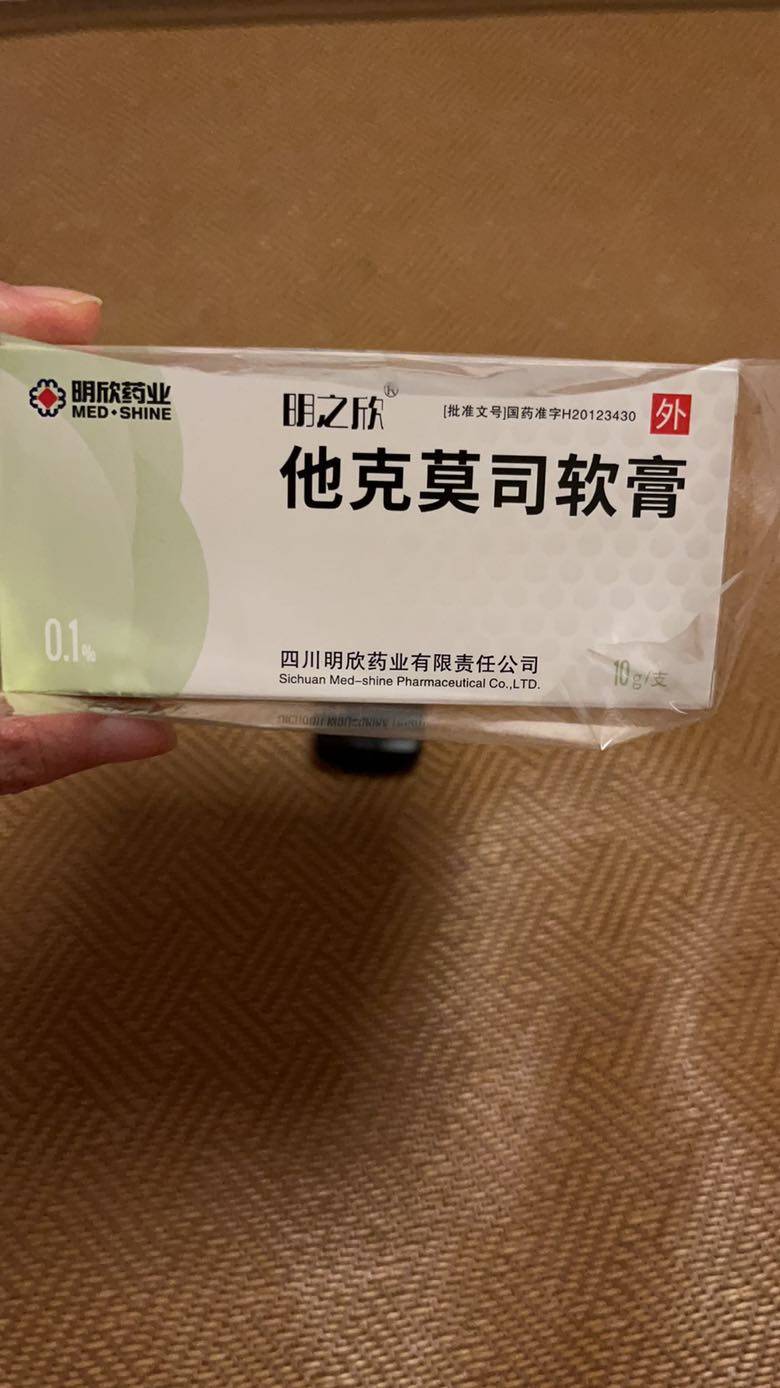 明欣药业
MED·SHINE
明之欣®
[批准文号]国药准字H20123430
外
他克莫司软膏
0.1%
四川明欣药业有限责任公司
Sichuan Med-shine Pharmaceutical Co.,LTD.
10g/支